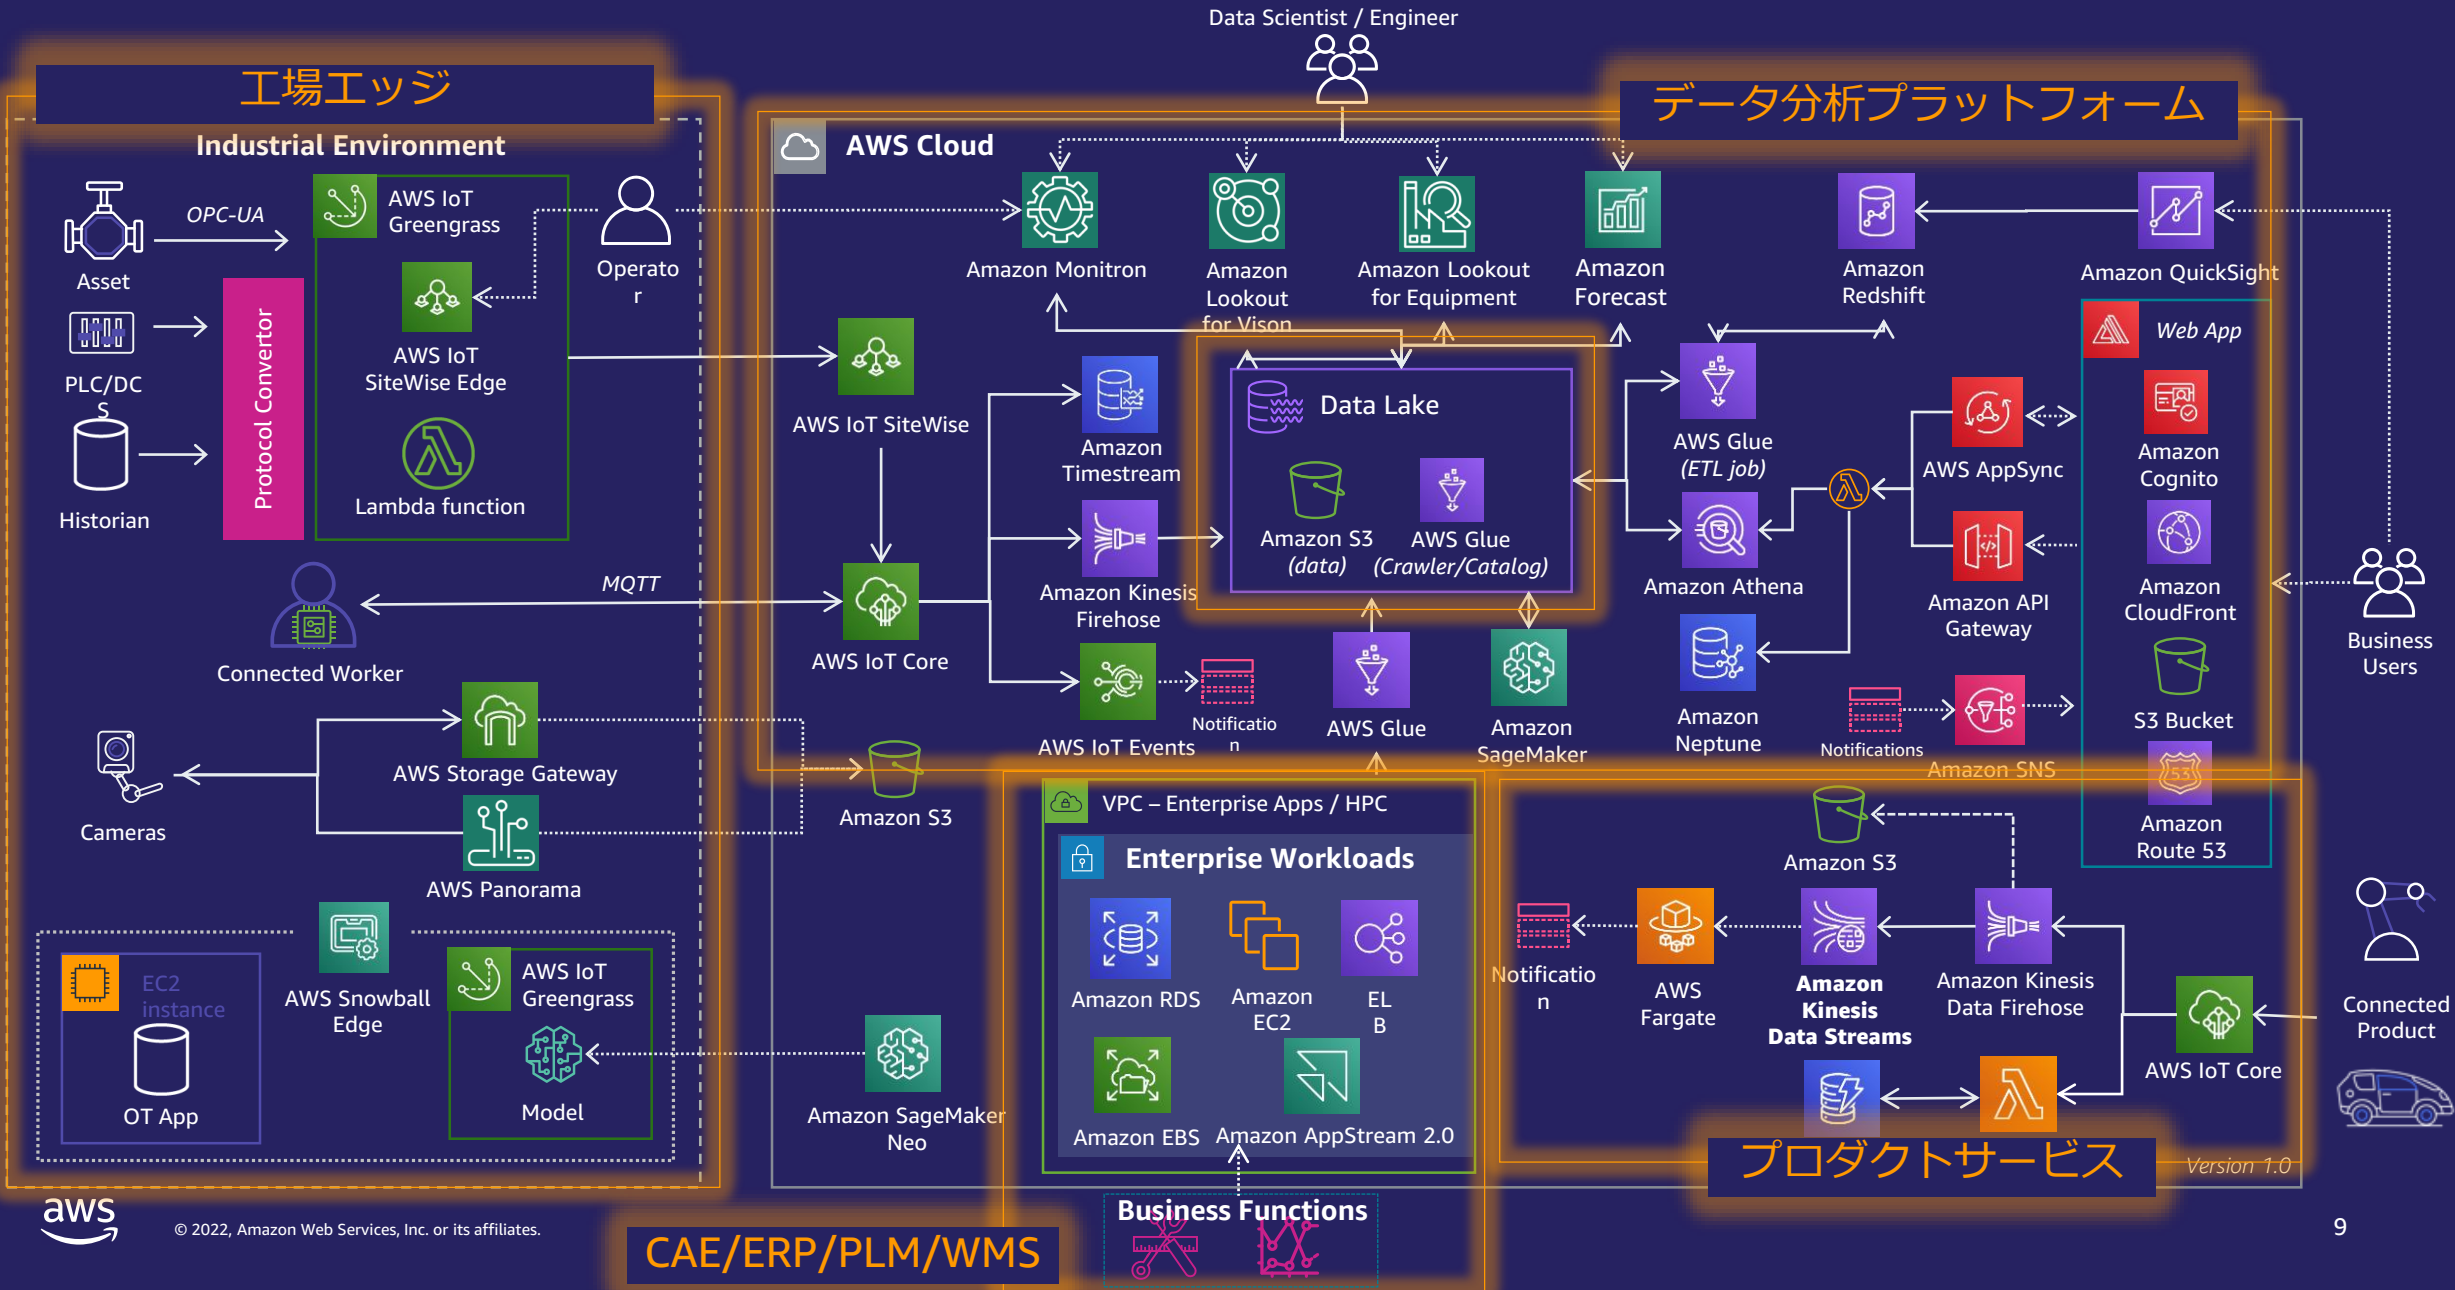 Data Scientist / Engineer
工場エッジ
データ分析プラットフォーム
Industrial Environment
AWS Cloud
Asset
OPC-UA
PLC/DC
S
Historian
Protocol Convertor
AWS IoT
Greengrass
AWS IoT
SiteWise Edge
Lambda function
Operato
r
Connected Worker
MQTT
Cameras
AWS Storage Gateway
AWS Panorama
EC2
instance
OT App
AWS Snowball
Edge
AWS IoT
Greengrass
Model
Amazon Monitron
Amazon
Lookout
for Vison
Amazon Lookout
for Equipment
Amazon
Forecast
Amazon
Redshift
Amazon QuickSight
AWS IoT SiteWise
AWS IoT Core
Amazon
Timestream
Amazon Kinesis
Firehose
AWS IoT Events
Notificatio
n
Data Lake
Amazon S3
(data)
AWS Glue
(Crawler/Catalog)
AWS Glue
Amazon
SageMaker
AWS Glue
(ETL job)
Amazon Athena
Amazon
Neptune
AWS AppSync
Amazon API
Gateway
Notifications
Amazon SNS
Web App
Amazon
Cognito
Amazon
CloudFront
S3 Bucket
53
Amazon
Route 53
Business
Users
Amazon S3
Amazon SageMaker
Neo
VPC – Enterprise Apps / HPC
Enterprise Workloads
Amazon RDS
Amazon
EC2
EL
B
Amazon EBS
Amazon AppStream 2.0
Business Functions
CAE/ERP/PLM/WMS
Amazon S3
Notificatio
n
AWS
Fargate
Amazon
Kinesis
Data Streams
Amazon Kinesis
Data Firehose
AWS IoT Core
Connected
Product
プロダクトサービス
Version 1.0
aws
© 2022, Amazon Web Services, Inc. or its affiliates.
9